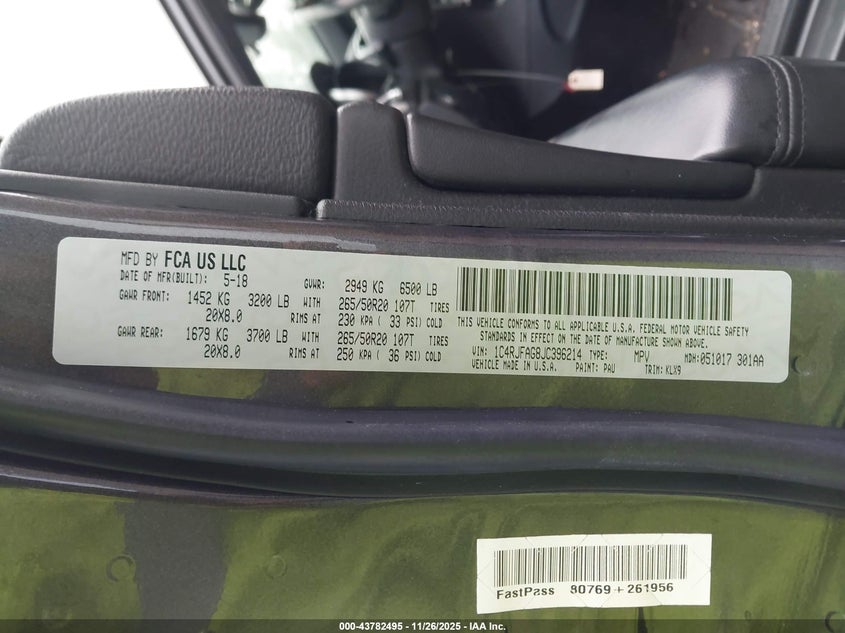 MFD BY FCA US LLC
DATE OF MFR(BUILT): 5-18 GVWR: 2949 KG 6500 LB
GAWR FRONT: 1452 KG 3200 LB WITH 265/50R20 107T TIRES
20X8.0 RIMS AT 230 KPA ( 33 PSI) COLD
GAWR REAR: 1679 KG 3700 LB WITH 265/50R20 107T TIRES
20X8.0 RIMS AT 250 KPA ( 36 PSI) COLD
THIS VEHICLE CONFORMS TO ALL APPLICABLE U.S.A. FEDERAL MOTOR VEHICLE SAFETY
STANDARDS IN EFFECT ON THE DATE OF MANUFACTURE SHOWN ABOVE.
VIN: 1C4RJFAG8JC396214 TYPE: MPV MDH:051017 301AA
VEHICLE MADE IN U.S.A. PAINT: PAU TRIM: KLX9
FastPass 80769+261956
000-43782495 - 11/26/2025 - IAA Inc.